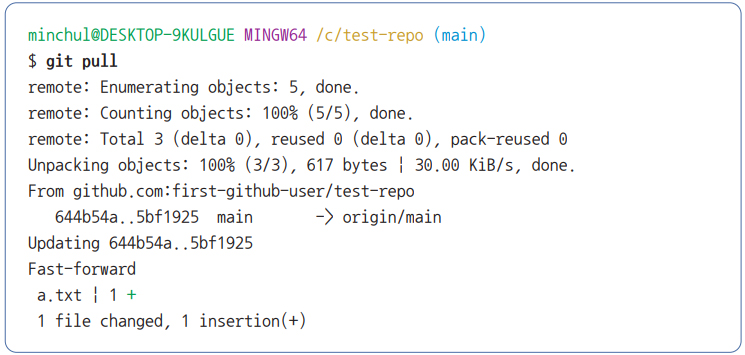 minchul@DESKTOP-9KULGUE MINGW64 /c/test-repo (main)
$ git pull
remote: Enumerating objects: 5, done.
remote: Counting objects: 100% (5/5), done.
remote: Total 3 (delta 0), reused 0 (delta 0), pack-reused 0
Unpacking objects: 100% (3/3), 617 bytes ¦ 30.00 KiB/s, done.
From github.com:first-github-user/test-repo
   644b54a..5bf1925  main       -> origin/main
Updating 644b54a..5bf1925
Fast-forward
 a.txt ¦ 1 +
 1 file changed, 1 insertion(+)